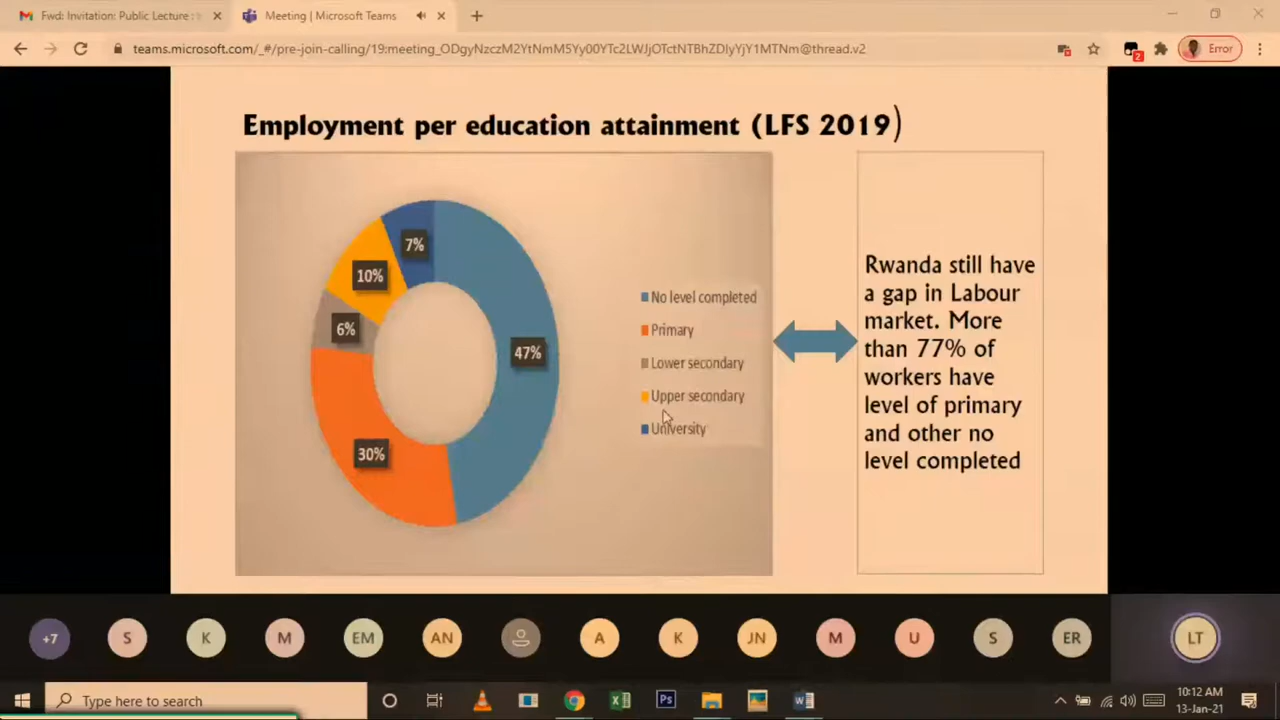 Fwd: Invitation: Public Lecture :
Meeting | Microsoft Teams
teams.microsoft.com/_#/pre-join-calling/19:meeting_ODgyNzczM2YtNmM5Yy00YTc2LWJjOTctNTBhZDIyYjY1MTNm@thread.v2
2
Error
Employment per education attainment (LFS 2019)
7%
10%
6%
47%
30%
No level completed
Primary
Lower secondary
Upper secondary
University
Rwanda still have
a gap in Labour
market. More
than 77% of
workers have
level of primary
and other no
level completed
+7
S
K
M
EM
AN
A
K
JN
M
U
S
ER
LT
Type here to search
Ps
10:12 AM
13-Jan-21